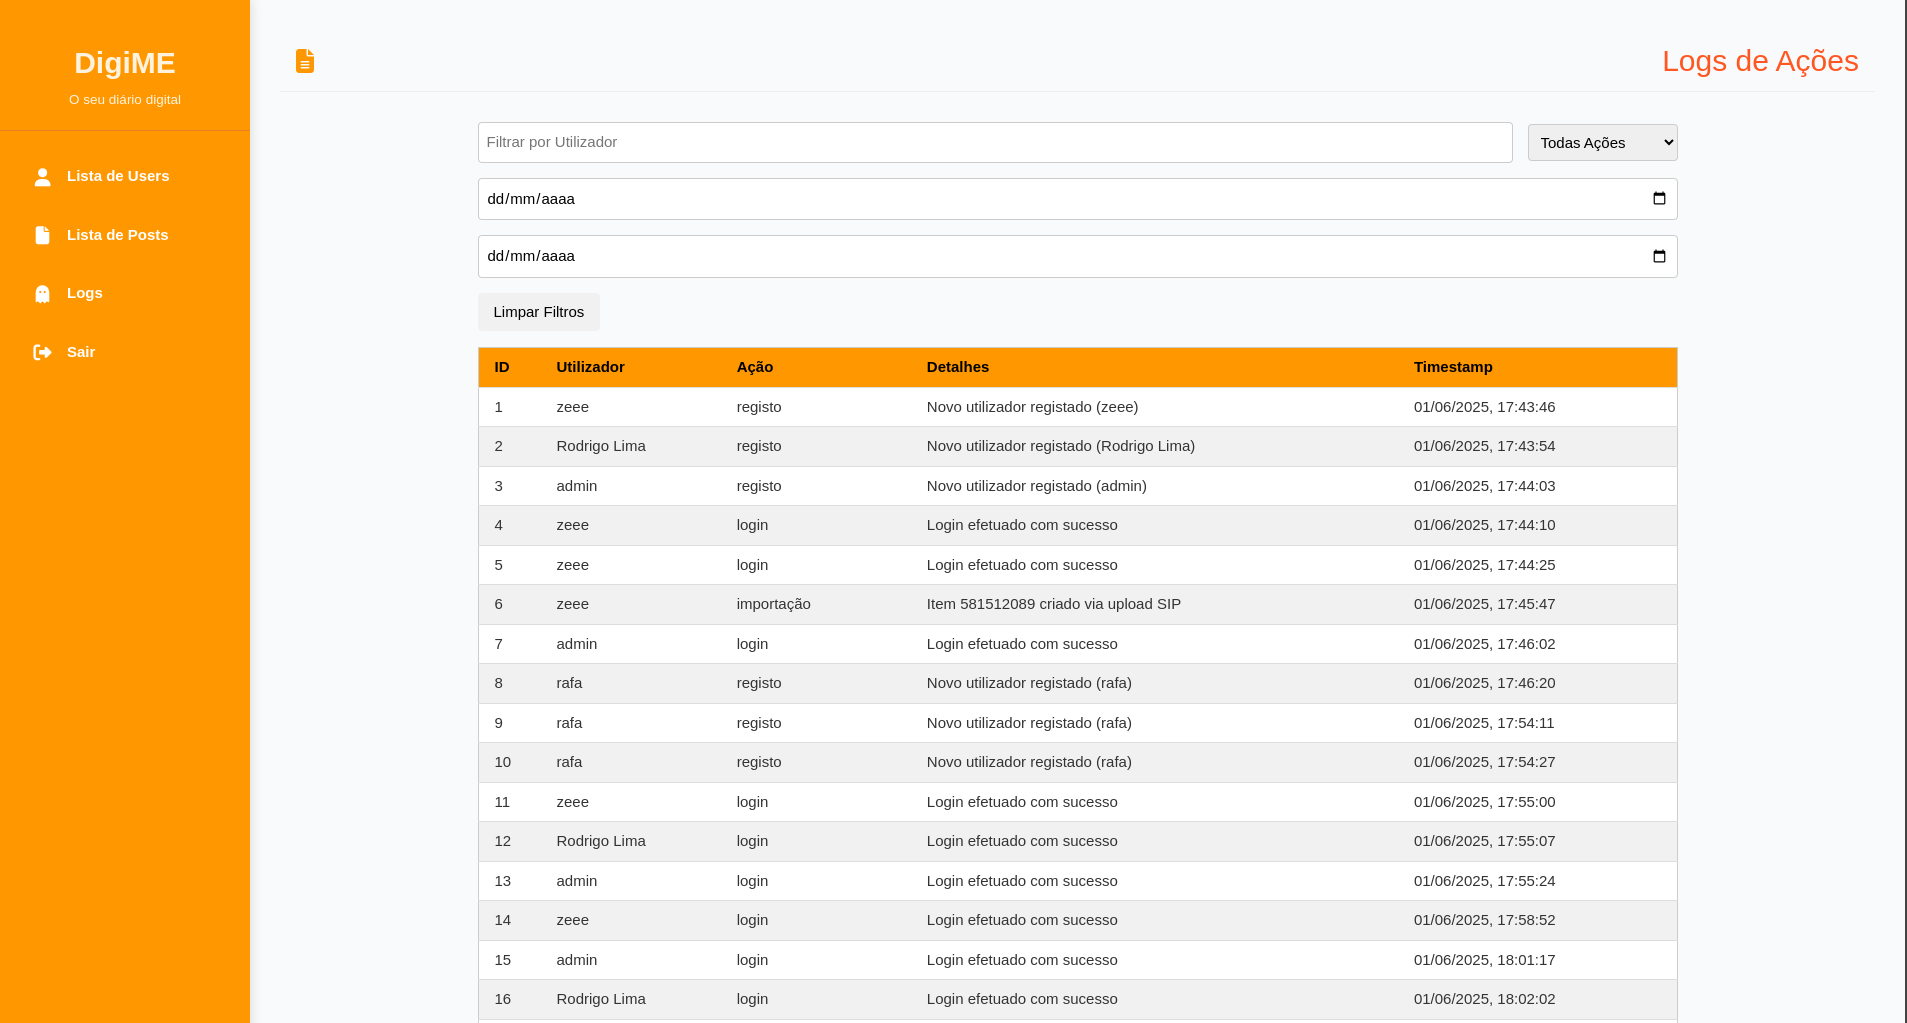 DigiME
O seu diário digital
Lista de Users
Lista de Posts
Logs
Sair
Logs de Ações
Filtrar por Utilizador
Todas Ações
dd/mm/aaaa
dd/mm/aaaa
Limpar Filtros
ID Utilizador Ação Detalhes Timestamp
1 zeee registo Novo utilizador registado (zeee) 01/06/2025, 17:43:46
2 Rodrigo Lima registo Novo utilizador registado (Rodrigo Lima) 01/06/2025, 17:43:54
3 admin registo Novo utilizador registado (admin) 01/06/2025, 17:44:03
4 zeee login Login efetuado com sucesso 01/06/2025, 17:44:10
5 zeee login Login efetuado com sucesso 01/06/2025, 17:44:25
6 zeee importação Item 581512089 criado via upload SIP 01/06/2025, 17:45:47
7 admin login Login efetuado com sucesso 01/06/2025, 17:46:02
8 rafa registo Novo utilizador registado (rafa) 01/06/2025, 17:46:20
9 rafa registo Novo utilizador registado (rafa) 01/06/2025, 17:54:11
10 rafa registo Novo utilizador registado (rafa) 01/06/2025, 17:54:27
11 zeee login Login efetuado com sucesso 01/06/2025, 17:55:00
12 Rodrigo Lima login Login efetuado com sucesso 01/06/2025, 17:55:07
13 admin login Login efetuado com sucesso 01/06/2025, 17:55:24
14 zeee login Login efetuado com sucesso 01/06/2025, 17:58:52
15 admin login Login efetuado com sucesso 01/06/2025, 18:01:17
16 Rodrigo Lima login Login efetuado com sucesso 01/06/2025, 18:02:02